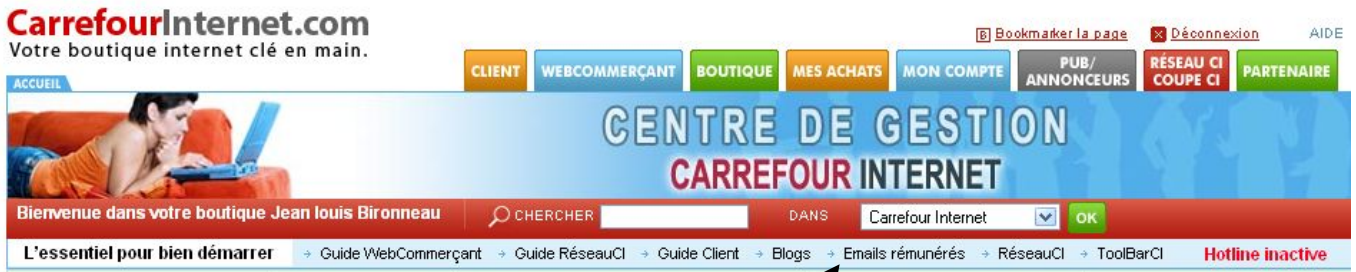 CarrefourInternet.com
Votre boutique internet clé en main.
B Bookmarker la page X Déconnexion AIDE
CLIENT WEBCOMMERÇANT BOUTIQUE MES ACHATS MON COMPTE PUB/ ANNONCEURS RÉSEAU CI COUPE CI PARTENAIRE
ACCUEIL
CENTRE DE GESTION
CARREFOUR INTERNET
Bienvenue dans votre boutique Jean louis Bironneau CHERCHER DANS Carrefour Internet OK
L'essentiel pour bien démarrer → Guide WebCommerçant → Guide RéseauCI → Guide Client → Blogs → Emails rémunérés → RéseauCI → ToolBarCI Hotline inactive